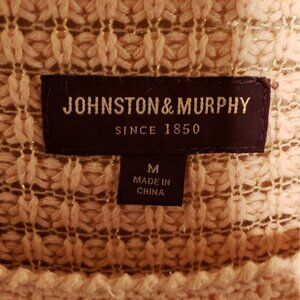 JOHNSTON & MURPHY
SINCE 1850
M
MADE IN
CHINA